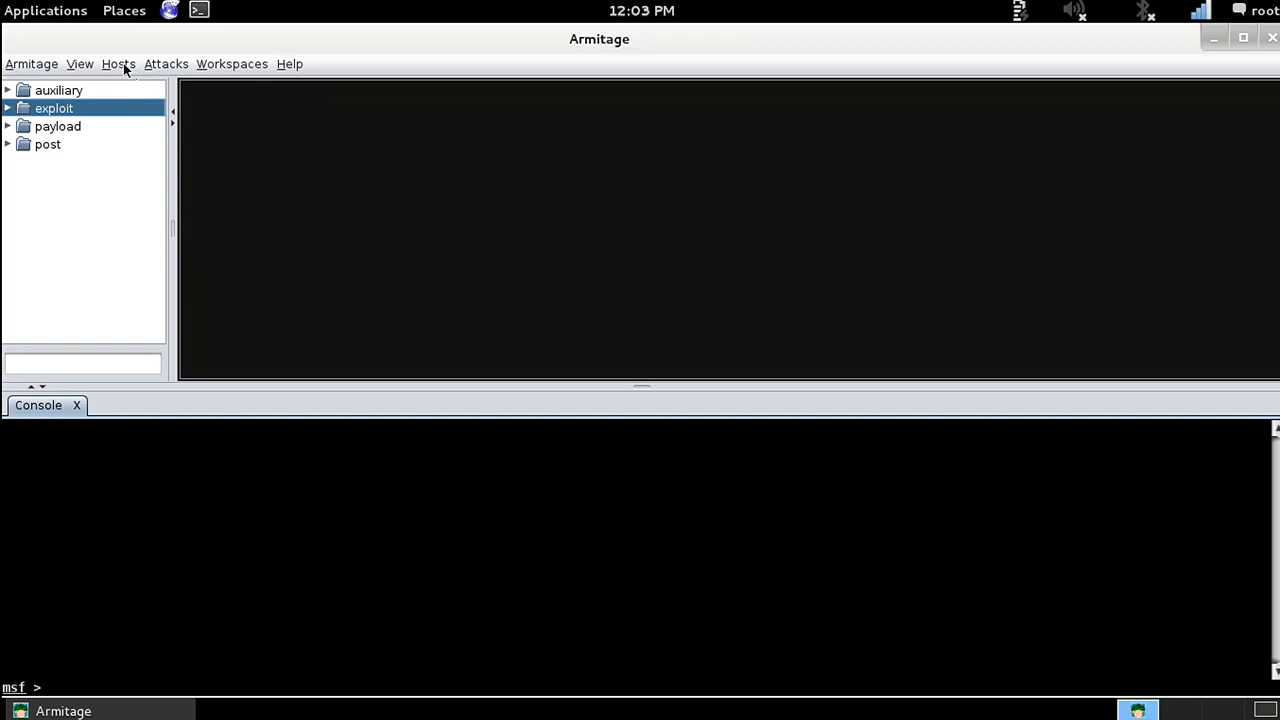 Applications Places 12:03 PM root
Armitage
Armitage View Hosts Attacks Workspaces Help
auxiliary
exploit
payload
post
Console X
msf >
Armitage